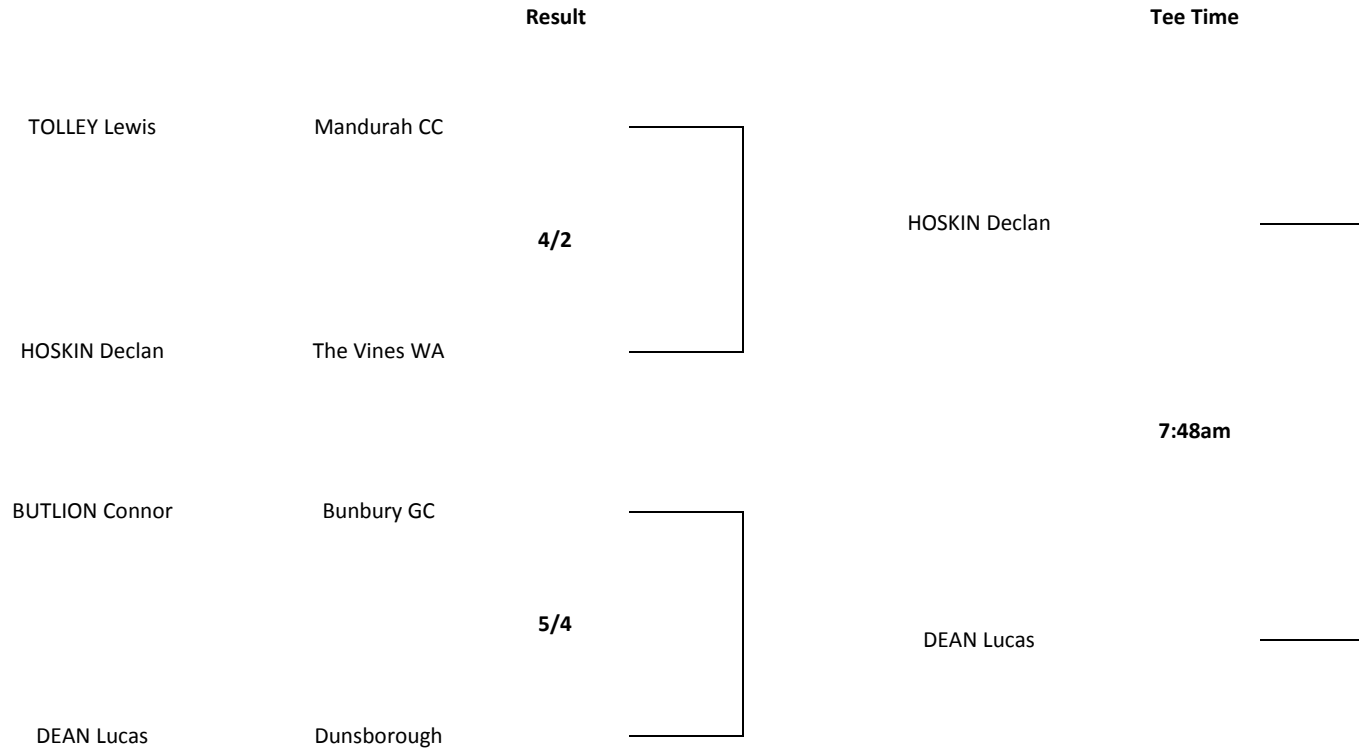 Result Tee Time
TOLLEY Lewis Mandurah CC
HOSKIN Declan
4/2
HOSKIN Declan The Vines WA
7:48am
BUTLION Connor Bunbury GC
5/4
DEAN Lucas
DEAN Lucas Dunsborough